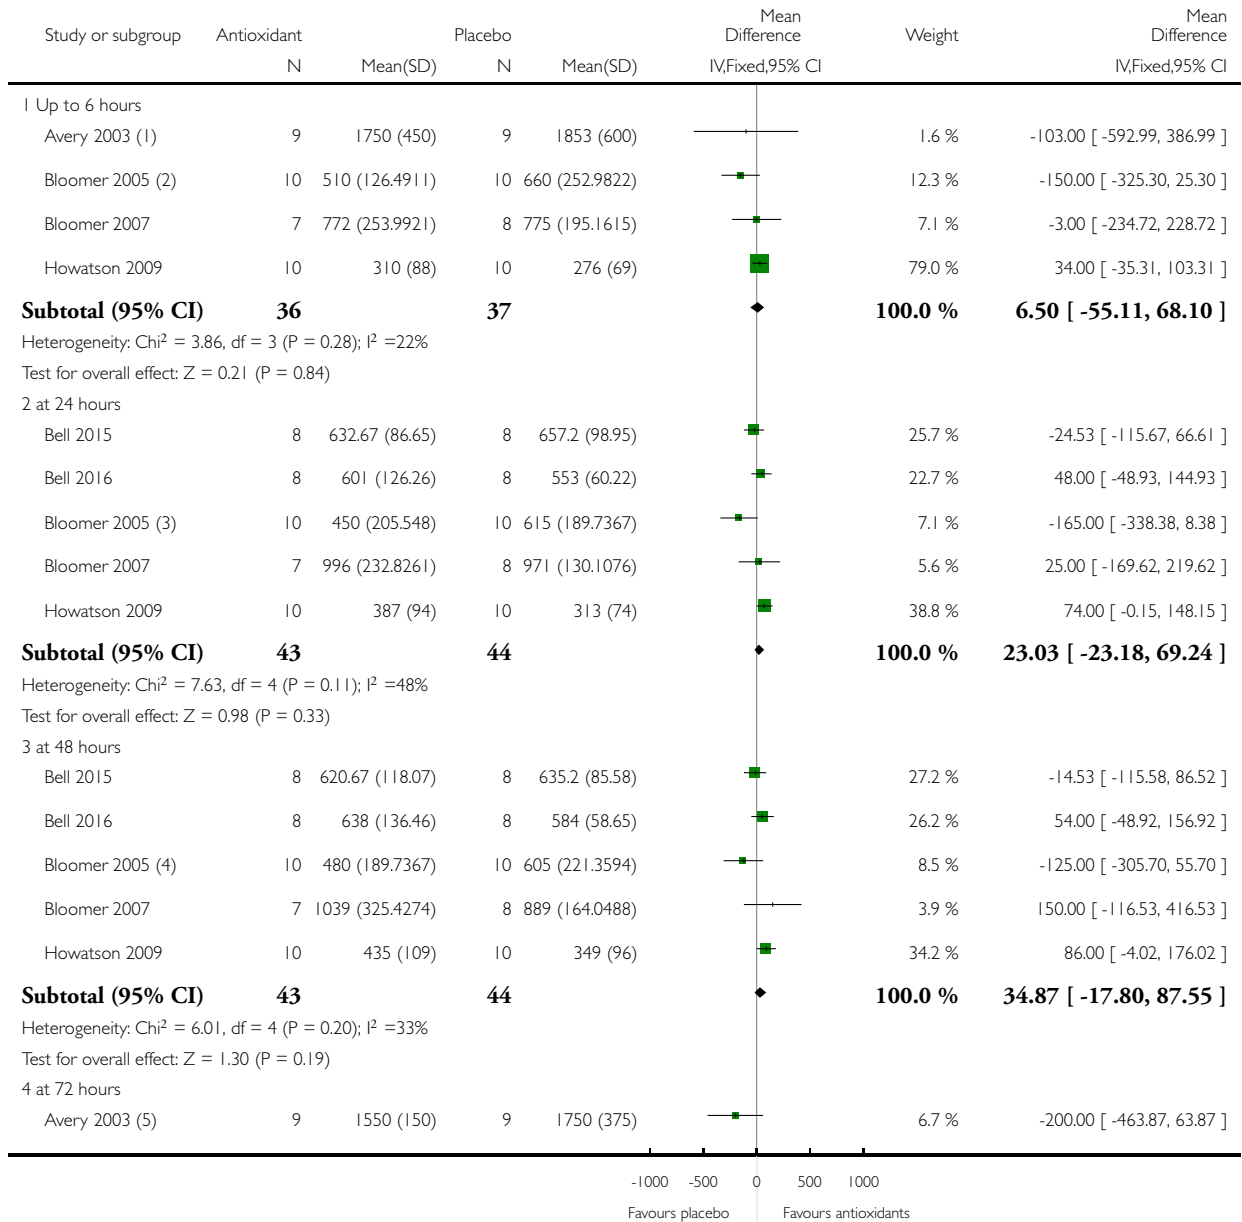 Study or subgroup Antioxidant Placebo Mean Difference Weight Mean Difference
N Mean(SD) N Mean(SD) IV,Fixed,95% CI IV,Fixed,95% CI
1 Up to 6 hours
Avery 2003 (1) 9 1750 (450) 9 1853 (600) 1.6 % -103.00 [ -592.99, 386.99 ]
Bloomer 2005 (2) 10 510 (126.4911) 10 660 (252.9822) 12.3 % -150.00 [ -325.30, 25.30 ]
Bloomer 2007 7 772 (253.9921) 8 775 (195.1615) 7.1 % -3.00 [ -234.72, 228.72 ]
Howatson 2009 10 310 (88) 10 276 (69) 79.0 % 34.00 [ -35.31, 103.31 ]
Subtotal (95% CI) 36 37 100.0 % 6.50 [ -55.11, 68.10 ]
Heterogeneity: Chi² = 3.86, df = 3 (P = 0.28); I² =22%
Test for overall effect: Z = 0.21 (P = 0.84)
2 at 24 hours
Bell 2015 8 632.67 (86.65) 8 657.2 (98.95) 25.7 % -24.53 [ -115.67, 66.61 ]
Bell 2016 8 601 (126.26) 8 553 (60.22) 22.7 % 48.00 [ -48.93, 144.93 ]
Bloomer 2005 (3) 10 450 (205.548) 10 615 (189.7367) 7.1 % -165.00 [ -338.38, 8.38 ]
Bloomer 2007 7 996 (232.8261) 8 971 (130.1076) 5.6 % 25.00 [ -169.62, 219.62 ]
Howatson 2009 10 387 (94) 10 313 (74) 38.8 % 74.00 [ -0.15, 148.15 ]
Subtotal (95% CI) 43 44 100.0 % 23.03 [ -23.18, 69.24 ]
Heterogeneity: Chi² = 7.63, df = 4 (P = 0.11); I² =48%
Test for overall effect: Z = 0.98 (P = 0.33)
3 at 48 hours
Bell 2015 8 620.67 (118.07) 8 635.2 (85.58) 27.2 % -14.53 [ -115.58, 86.52 ]
Bell 2016 8 638 (136.46) 8 584 (58.65) 26.2 % 54.00 [ -48.92, 156.92 ]
Bloomer 2005 (4) 10 480 (189.7367) 10 605 (221.3594) 8.5 % -125.00 [ -305.70, 55.70 ]
Bloomer 2007 7 1039 (325.4274) 8 889 (164.0488) 3.9 % 150.00 [ -116.53, 416.53 ]
Howatson 2009 10 435 (109) 10 349 (96) 34.2 % 86.00 [ -4.02, 176.02 ]
Subtotal (95% CI) 43 44 100.0 % 34.87 [ -17.80, 87.55 ]
Heterogeneity: Chi² = 6.01, df = 4 (P = 0.20); I² =33%
Test for overall effect: Z = 1.30 (P = 0.19)
4 at 72 hours
Avery 2003 (5) 9 1550 (150) 9 1750 (375) 6.7 % -200.00 [ -463.87, 63.87 ]
-1000 -500 0 500 1000
Favours placebo Favours antioxidants